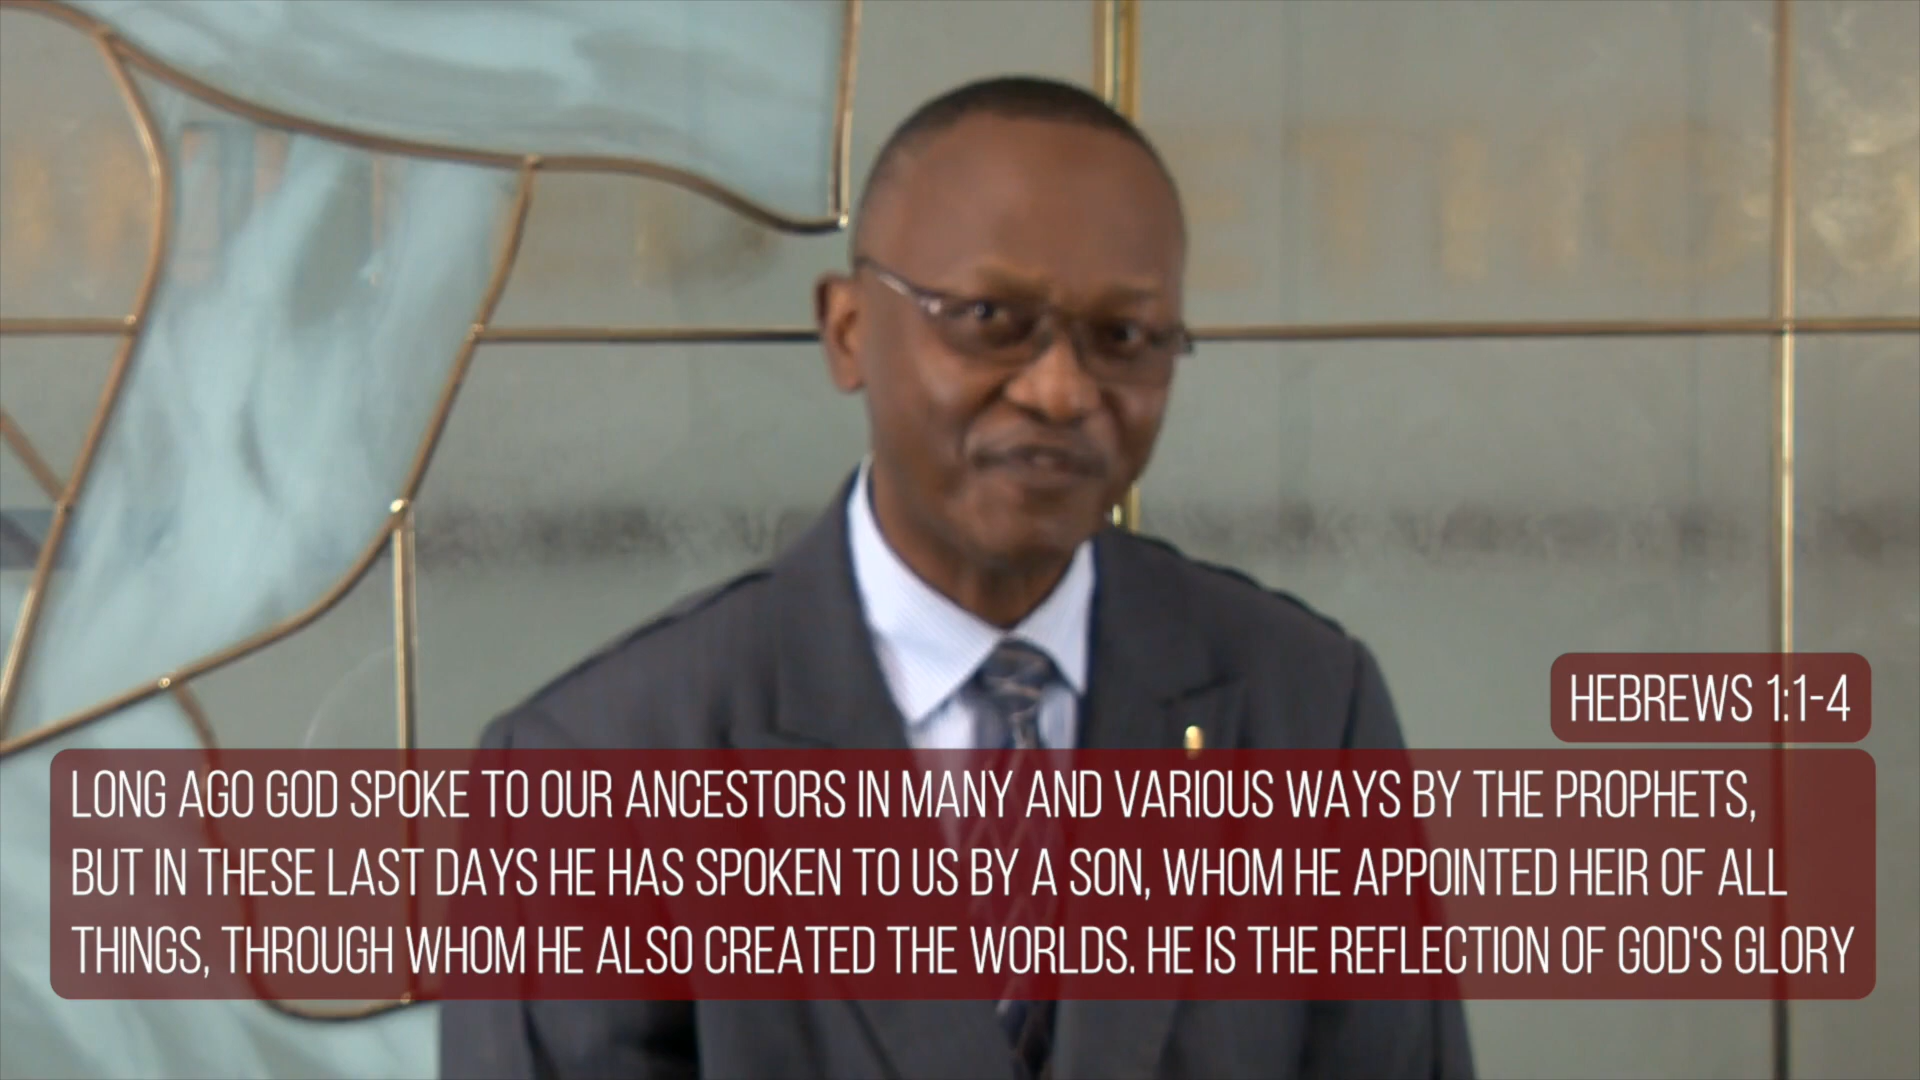 HEBREWS 1:1-4
LONG AGO GOD SPOKE TO OUR ANCESTORS IN MANY AND VARIOUS WAYS BY THE PROPHETS,
BUT IN THESE LAST DAYS HE HAS SPOKEN TO US BY A SON, WHOM HE APPOINTED HEIR OF ALL
THINGS, THROUGH WHOM HE ALSO CREATED THE WORLDS. HE IS THE REFLECTION OF GOD'S GLORY